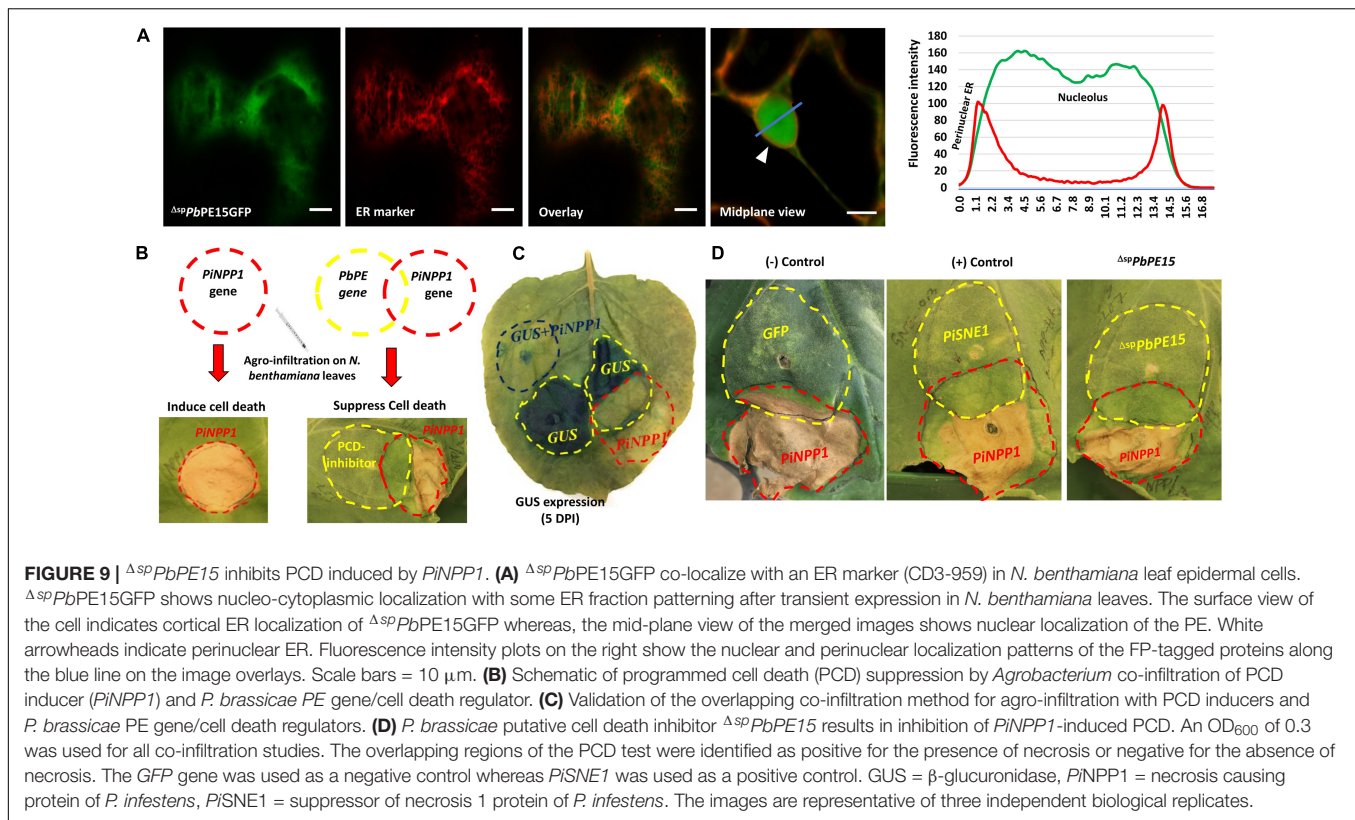 A
ΔspPbPE15GFP
ER marker
Overlay
Midplane view
Fluorescence intensity
180
160
140
120
100
80
60
40
20
0
Perinuclear ER
Nucleolus
0.0 1.1 2.2 3.4 4.5 5.6 6.7 7.8 8.9 10.1 11.2 12.3 13.4 14.5 15.6 16.8
B
PiNPP1
gene
PbPE
gene
PiNPP1
gene
Agro-infiltration on N.
benthamiana leaves
Induce cell death
Suppress Cell death
PiNPP1
PiNPP1
PCD-
inhibitor
C
GUS+PiNPP1
GUS
GUS
PiNPP1
GUS expression
(5 DPI)
D
(-) Control
(+) Control
ΔspPbPE15
GFP
PiNPP1
PiSNE1
PiNPP1
ΔspPbPE15
PiNPP1
FIGURE 9 | ΔspPbPE15 inhibits PCD induced by PiNPP1. (A) ΔspPbPE15GFP co-localize with an ER marker (CD3-959) in N. benthamiana leaf epidermal cells.
ΔspPbPE15GFP shows nucleo-cytoplasmic localization with some ER fraction patterning after transient expression in N. benthamiana leaves. The surface view of
the cell indicates cortical ER localization of ΔspPbPE15GFP whereas, the mid-plane view of the merged images shows nuclear localization of the PE. White
arrowheads indicate perinuclear ER. Fluorescence intensity plots on the right show the nuclear and perinuclear localization patterns of the FP-tagged proteins along
the blue line on the image overlays. Scale bars = 10 μm. (B) Schematic of programmed cell death (PCD) suppression by Agrobacterium co-infiltration of PCD
inducer (PiNPP1) and P. brassicae PE gene/cell death regulator. (C) Validation of the overlapping co-infiltration method for agro-infiltration with PCD inducers and
P. brassicae PE gene/cell death regulators. (D) P. brassicae putative cell death inhibitor ΔspPbPE15 results in inhibition of PiNPP1-induced PCD. An OD600 of 0.3
was used for all co-infiltration studies. The overlapping regions of the PCD test were identified as positive for the presence of necrosis or negative for the absence of
necrosis. The GFP gene was used as a negative control whereas PiSNE1 was used as a positive control. GUS = β-glucuronidase, PiNPP1 = necrosis causing
protein of P. infestens, PiSNE1 = suppressor of necrosis 1 protein of P. infestens. The images are representative of three independent biological replicates.